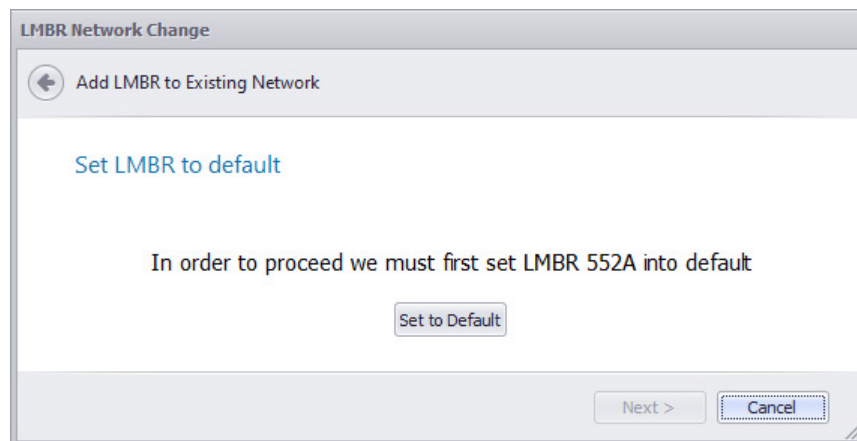 LMBR Network Change
Add LMBR to Existing Network
Set LMBR to default
In order to proceed we must first set LMBR 552A into default
Set to Default
Next >
Cancel